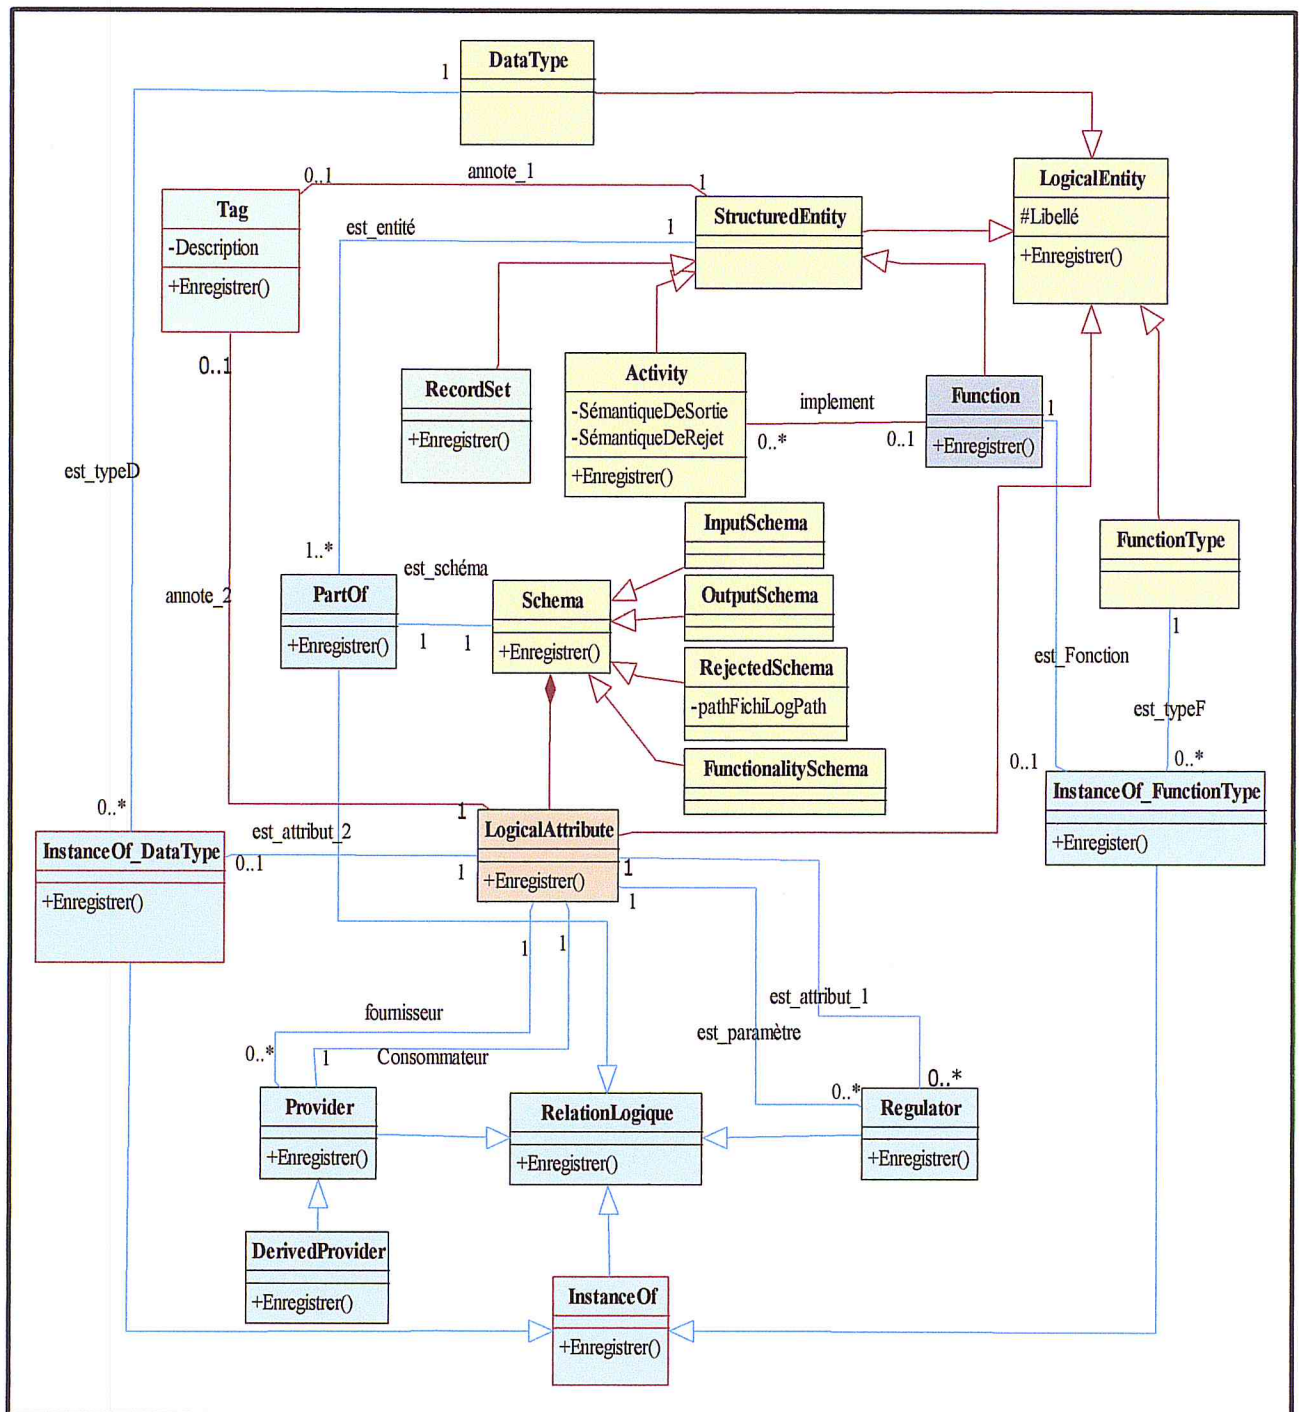 DataType
1
annote_1
0..1
1
LogicalEntity
#Libellé
+Enregistrer()
Tag
-Description
+Enregistrer()
est_entité
1
StructuredEntity
0..1
RecordSet
+Enregistrer()
Activity
-SémantiqueDeSortie
-SémantiqueDeRejet
+Enregistrer()
implement
0..*
0..1
Function
+Enregistrer()
1
est_typeD
InputSchema
FunctionType
1..*
est_schéma
annote_2
PartOf
+Enregistrer()
1
1
Schema
+Enregistrer()
OutputSchema
1
est_Fonction
RejectedSchema
-pathFichiLogPath
est_typeF
FunctionalitySchema
0..1
0..*
InstanceOf_FunctionType
+Enregister()
0..*
est_attribut_2
1
LogicalAttribute
+Enregistrer()
InstanceOf_DataType
+Enregistrer()
0..1
1
1
1
1
1
fournisseur
est_attribut_1
est_paramètre
0..*
1
Consommateur
0..*
0..*
Provider
+Enregistrer()
RelationLogique
+Enregistrer()
Regulator
+Enregistrer()
DerivedProvider
+Enregistrer()
InstanceOf
+Enregistrer()